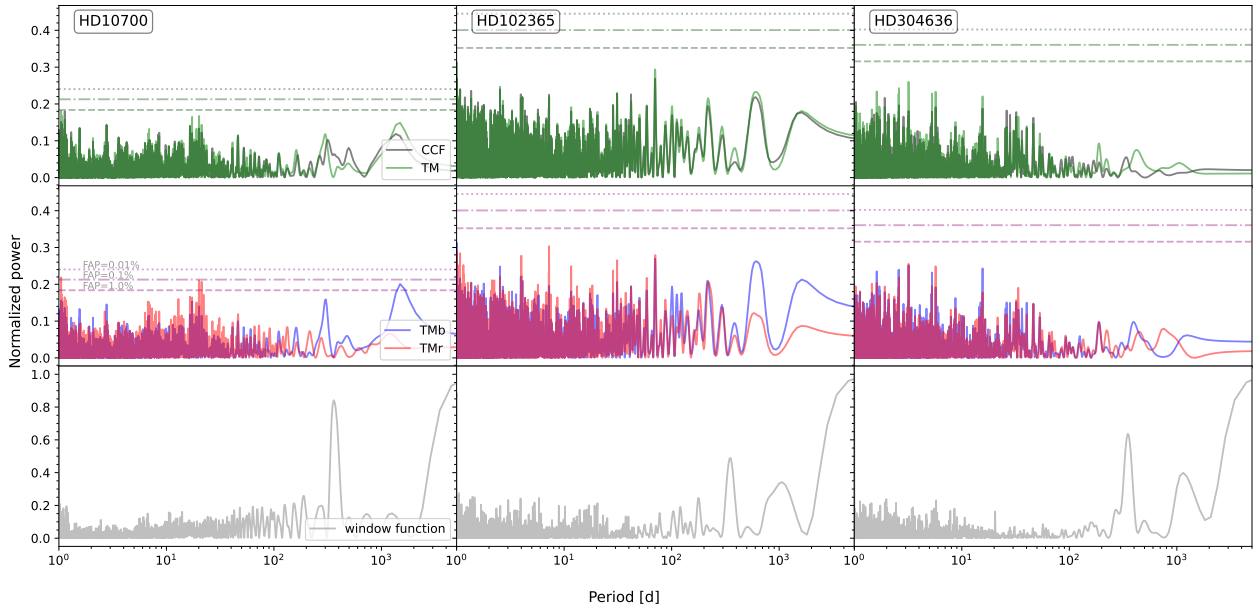 HD10700
HD102365
HD304636
0.4
0.3
0.2
0.1
0.0
CCF
TM
Normalized power
0.4
0.3
0.2
0.1
0.0
FAP=0.01%
FAP=0.1%
FAP=1.0%
TMb
TMr
1.0
0.8
0.6
0.4
0.2
0.0
window function
10⁰ 10¹ 10² 10³ 10⁰ 10¹ 10² 10³ 10⁰ 10¹ 10² 10³
Period [d]